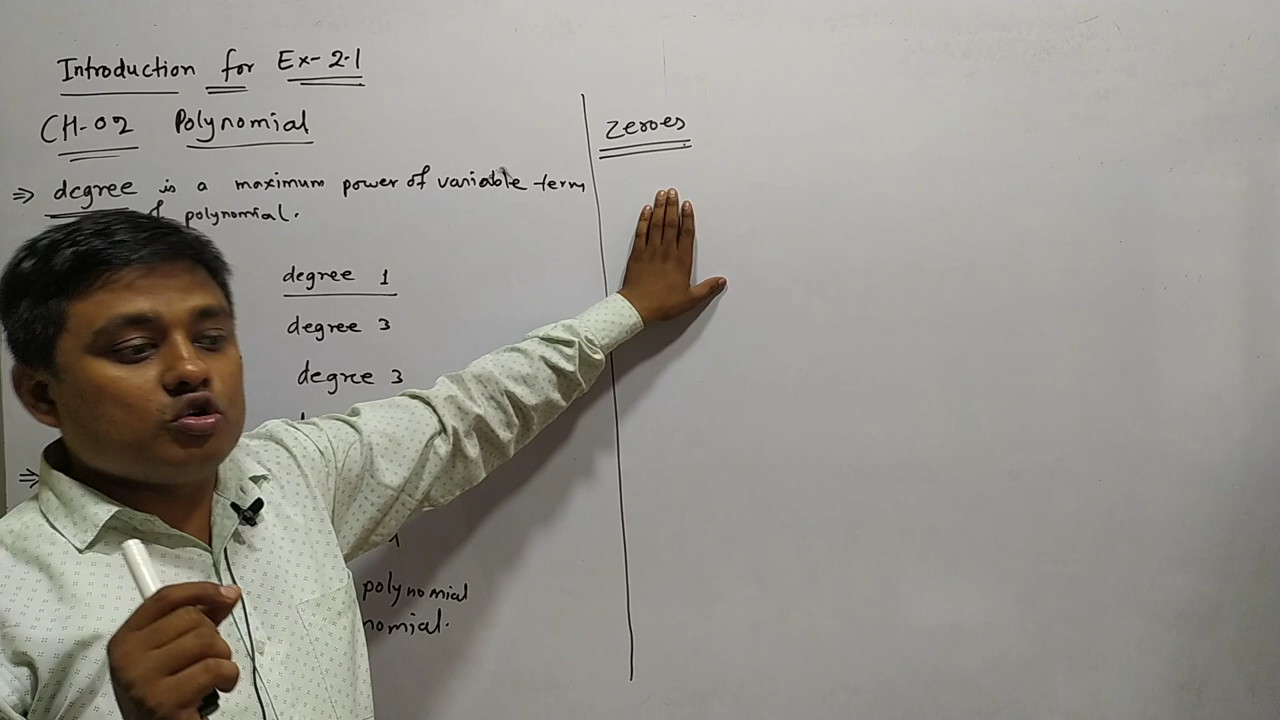 Introduction for Ex-2.1
CH-02 Polynomial
⇒ degree is a maximum power of variable term
polynomial.
degree 1
degree 3
degree 3
⇒
polynomial
nomial.
Zeroes